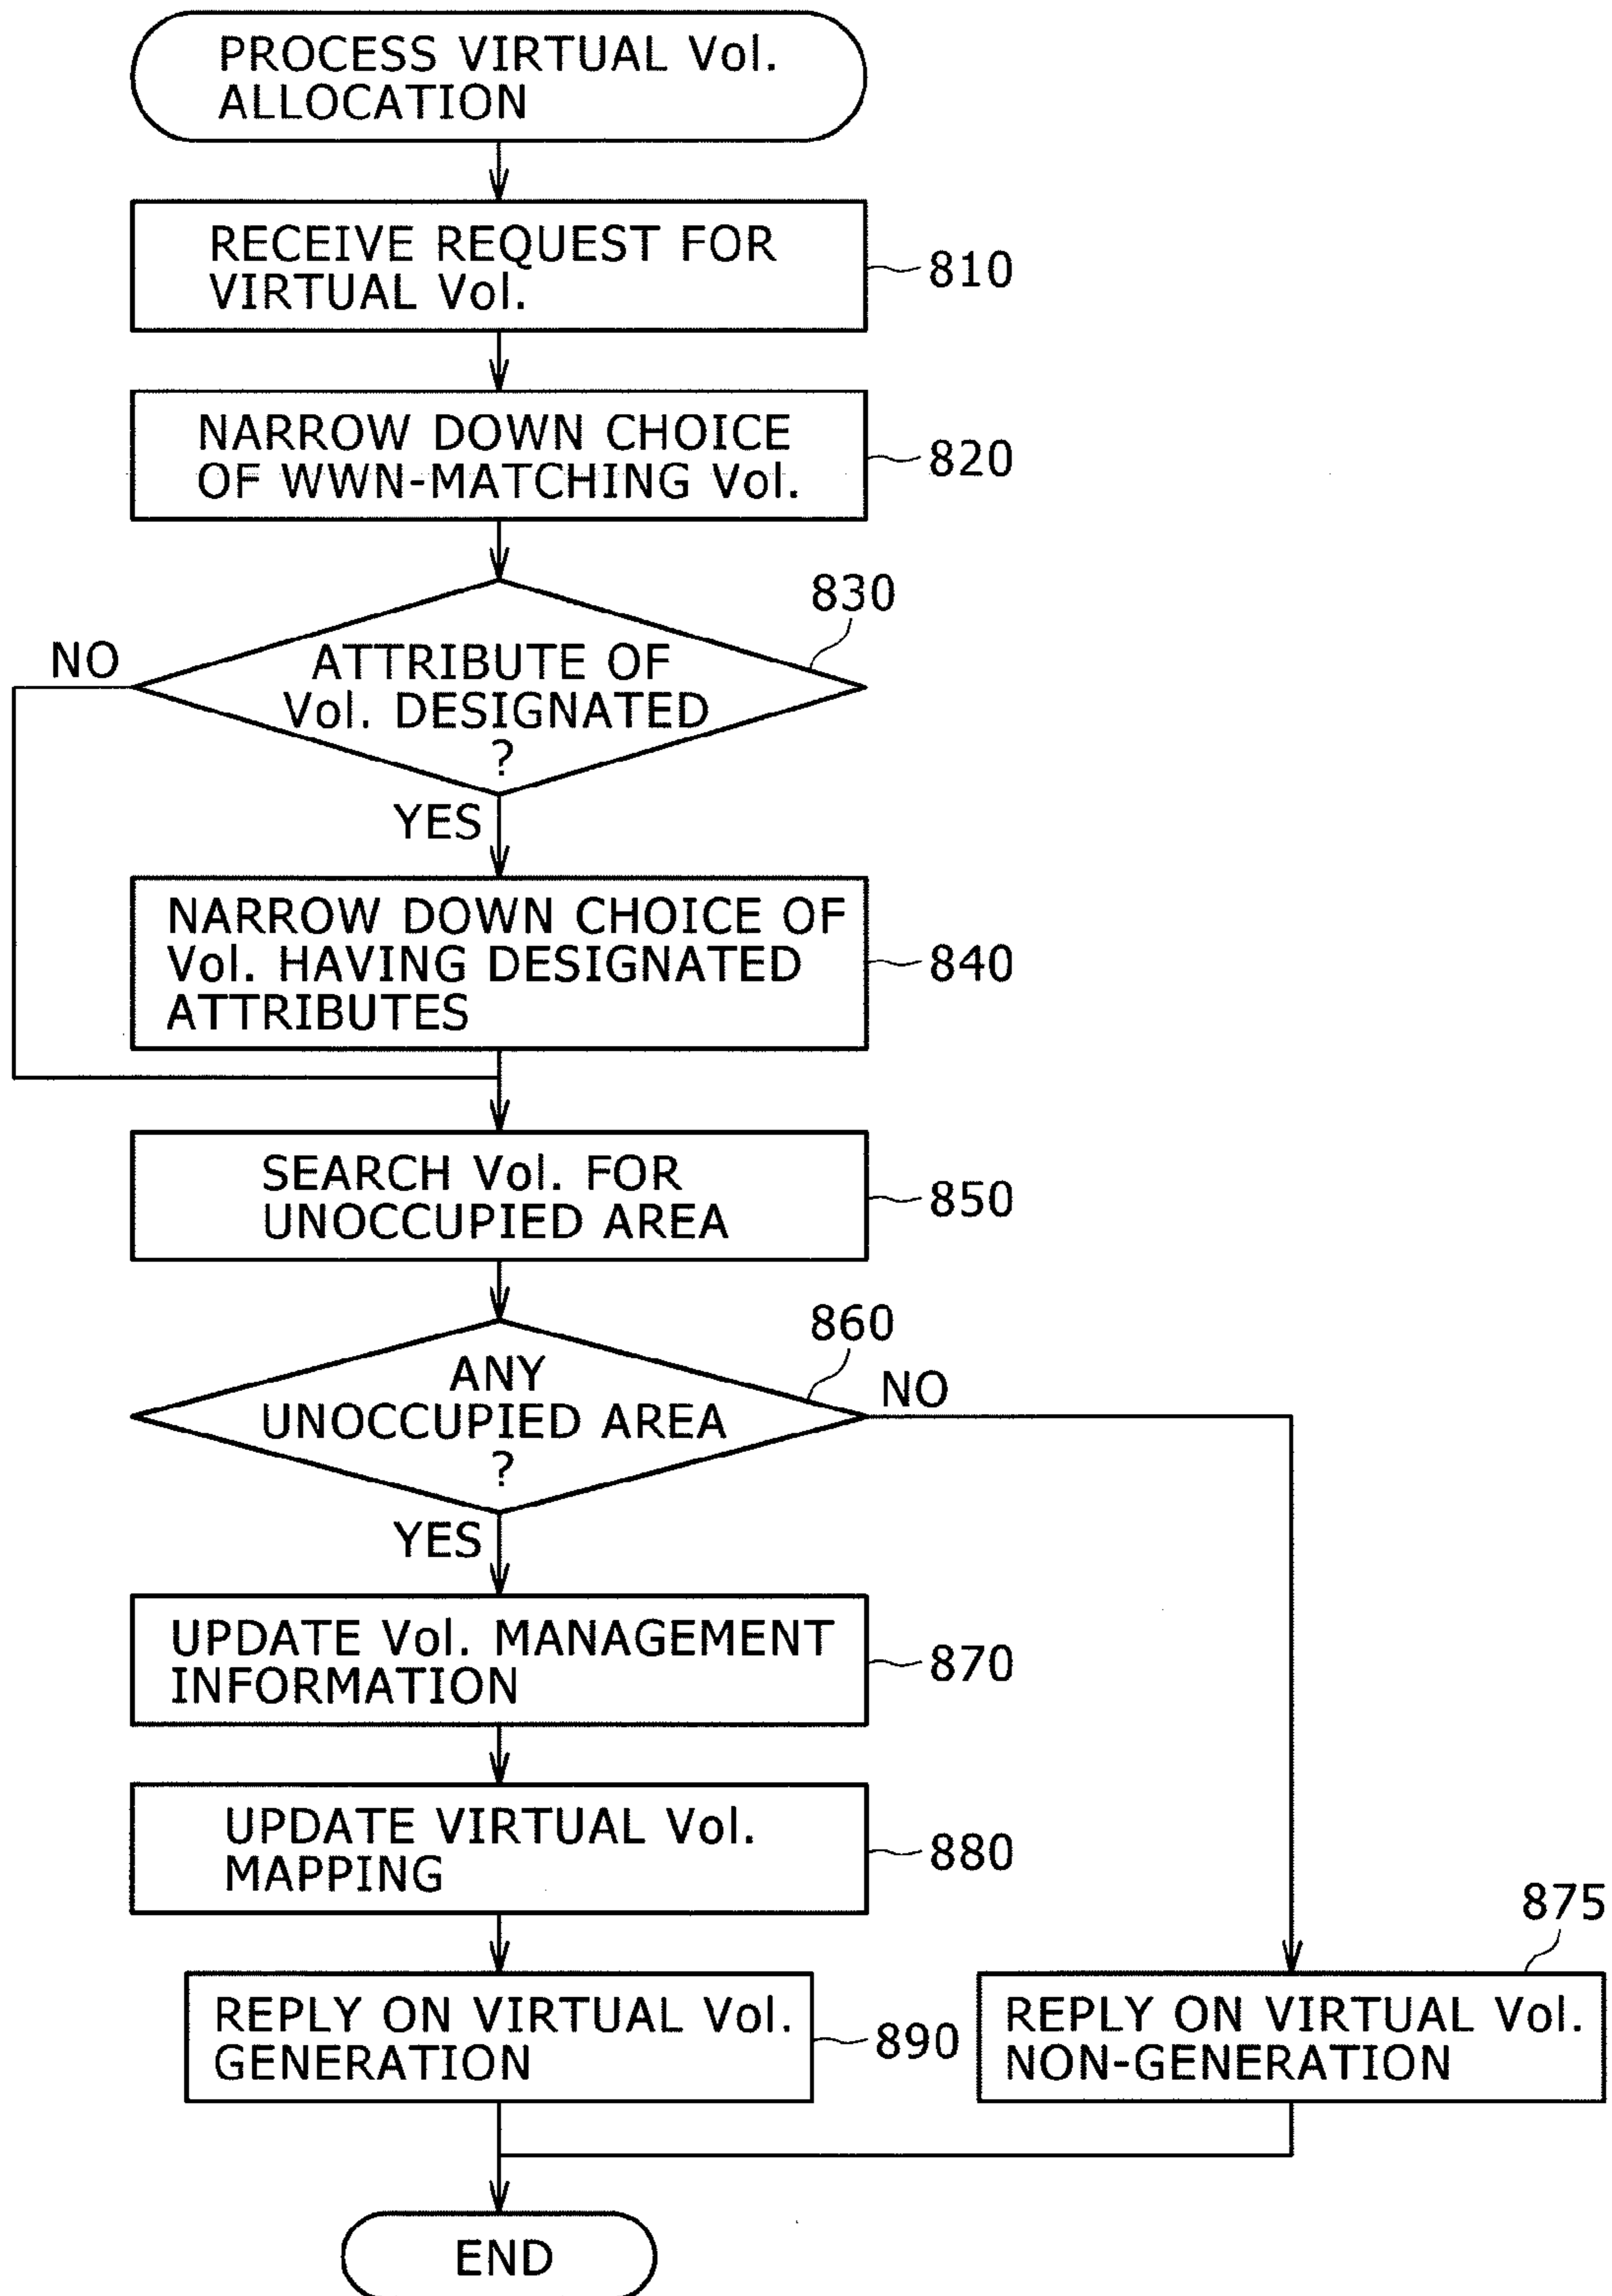 PROCESS VIRTUAL Vol.
ALLOCATION
RECEIVE REQUEST FOR
VIRTUAL Vol.
810
NARROW DOWN CHOICE
OF WWN-MATCHING Vol.
820
830
NO
ATTRIBUTE OF
Vol. DESIGNATED
?
YES
NARROW DOWN CHOICE OF
Vol. HAVING DESIGNATED
ATTRIBUTES
840
SEARCH Vol. FOR
UNOCCUPIED AREA
850
860
ANY
UNOCCUPIED AREA
?
NO
YES
UPDATE Vol. MANAGEMENT
INFORMATION
870
UPDATE VIRTUAL Vol.
MAPPING
880
875
REPLY ON VIRTUAL Vol.
GENERATION
890
REPLY ON VIRTUAL Vol.
NON-GENERATION
END